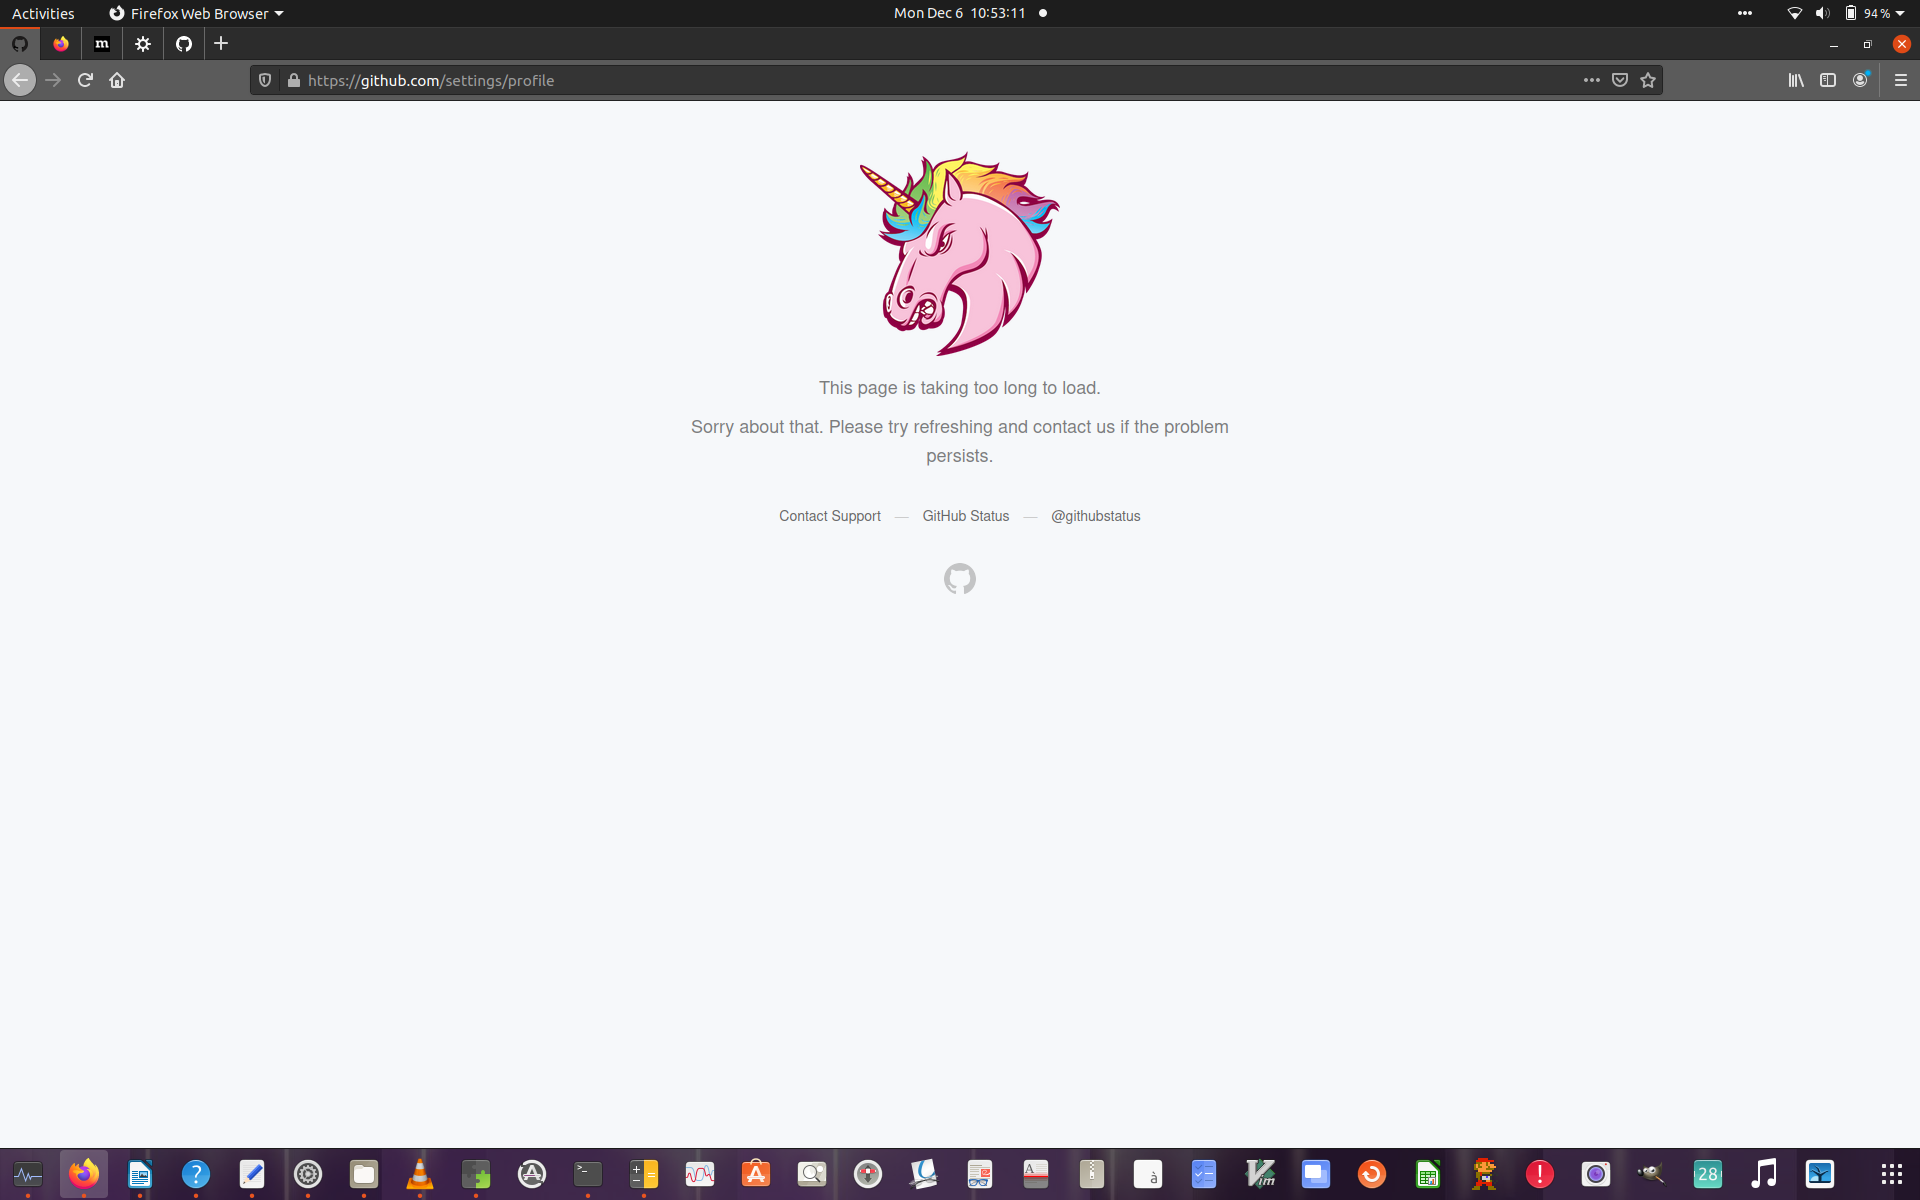 Activities
Firefox Web Browser
Mon Dec 6 10:53:11
94 %
m
https://github.com/settings/profile
This page is taking too long to load.
Sorry about that. Please try refreshing and contact us if the problem
persists.
Contact Support — GitHub Status — @githubstatus
?
>_
A
à
Vim
!
28